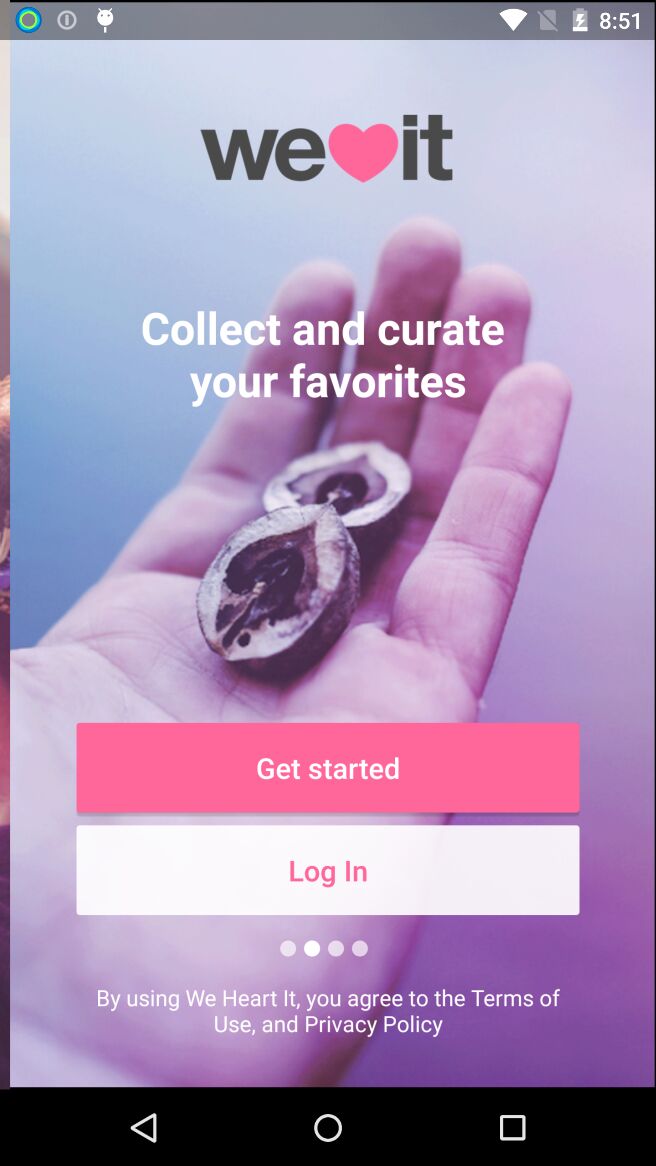 8:51
we it
Collect and curate
your favorites
Get started
Log In
By using We Heart It, you agree to the Terms of
Use, and Privacy Policy